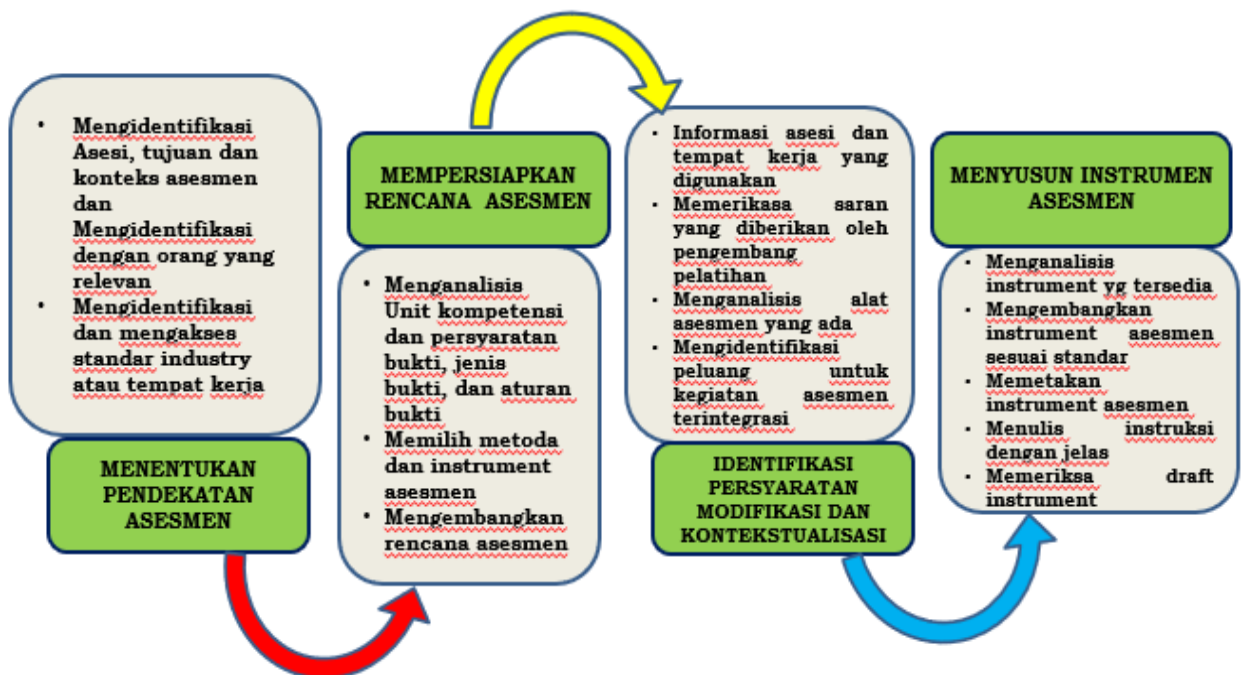 • Mengidentifikasi
Asesi, tujuan dan
konteks asesmen
dan
Mengidentifikasi
dengan orang yang
relevan
• Mengidentifikasi
dan mengakses
standar industry
atau tempat kerja
MENENTUKAN
PENDEKATAN
ASESMEN
MEMPERSIAPKAN
RENCANA ASESMEN
• Menganalisis
Unit kompetensi
dan persyaratan
bukti, jenis
bukti, dan aturan
bukti
• Memilih metoda
dan instrument
asesmen
• Mengembangkan
rencana asesmen
• Informasi asesi dan
tempat kerja yang
digunakan
• Memerikasa saran
yang diberikan oleh
pengembang
pelatihan
• Menganalisis alat
asesmen yang ada
• Mengidentifikasi
peluang untuk
kegiatan asesmen
terintegrasi
IDENTIFIKASI
PERSYARATAN
MODIFIKASI DAN
KONTEKSTUALISASI
MENYUSUN INSTRUMEN
ASESMEN
• Menganalisis
instrument yg tersedia
• Mengembangkan
instrument asesmen
sesuai standar
• Memetakan
instrument asesmen
• Menulis instruksi
dengan jelas
• Memeriksa draft
instrument